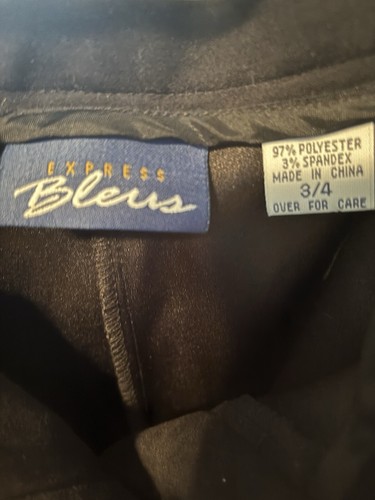 EXPRESS
Bleus
97% POLYESTER
3% SPANDEX
MADE IN CHINA
3/4
OVER FOR CARE